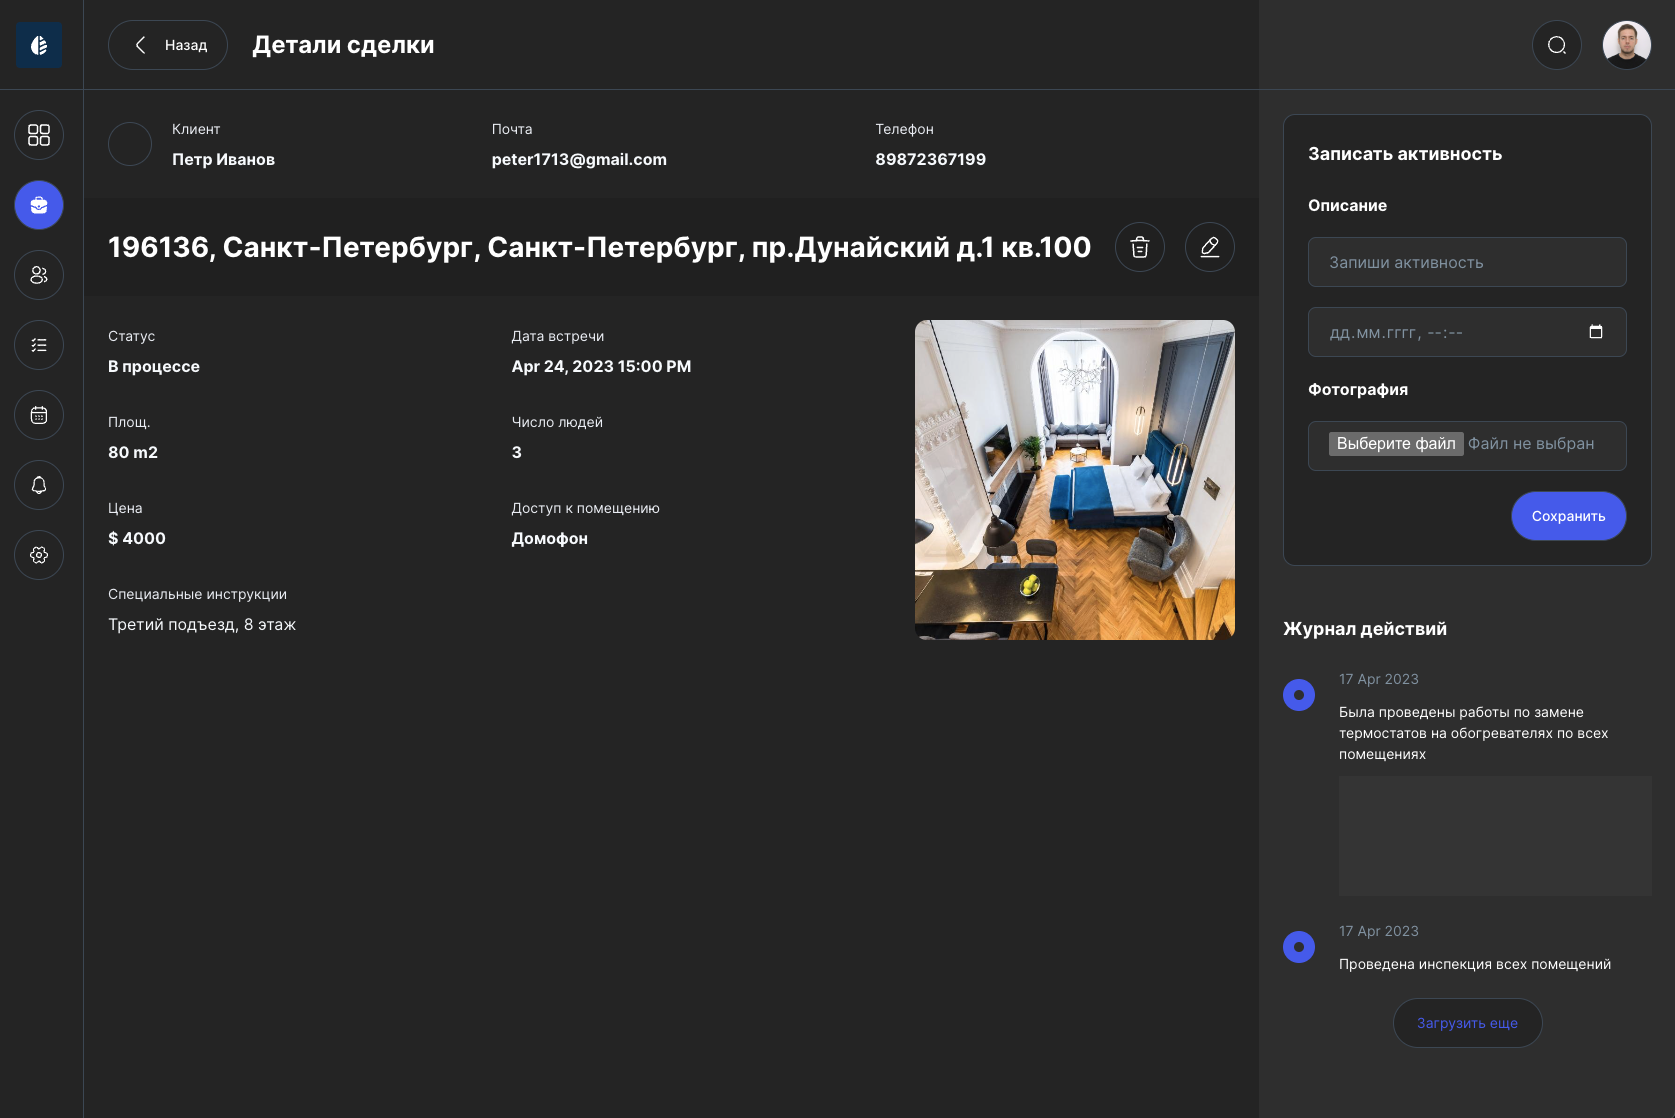 Назад
Детали сделки
Клиент
Петр Иванов
Почта
peter1713@gmail.com
Телефон
89872367199
196136, Санкт-Петербург, Санкт-Петербург, пр.Дунайский д.1 кв.100
Статус
В процессе
Дата встречи
Apr 24, 2023 15:00 PM
Площ.
80 m2
Число людей
3
Цена
$ 4000
Доступ к помещению
Домофон
Специальные инструкции
Третий подъезд, 8 этаж
Записать активность
Описание
Запиши активность
дд.мм.гггг, --:--
Фотография
Выберите файл Файл не выбран
Сохранить
Журнал действий
17 Apr 2023
Была проведены работы по замене
термостатов на обогревателях по всех
помещениях
17 Apr 2023
Проведена инспекция всех помещений
Загрузить еще